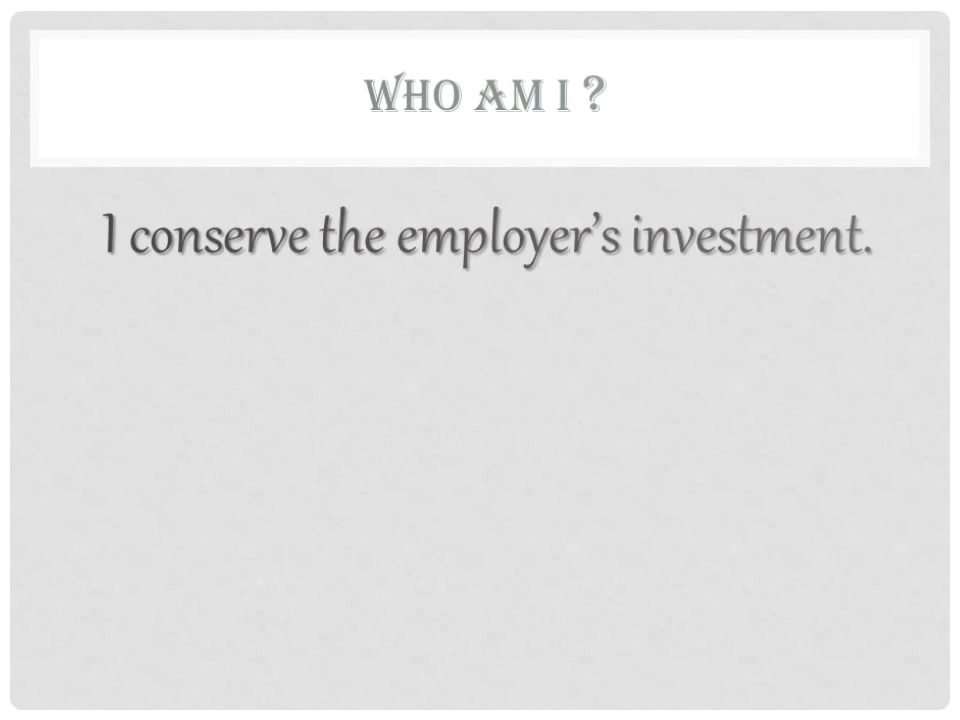 WHO AM I ?
I conserve the employer’s investment.